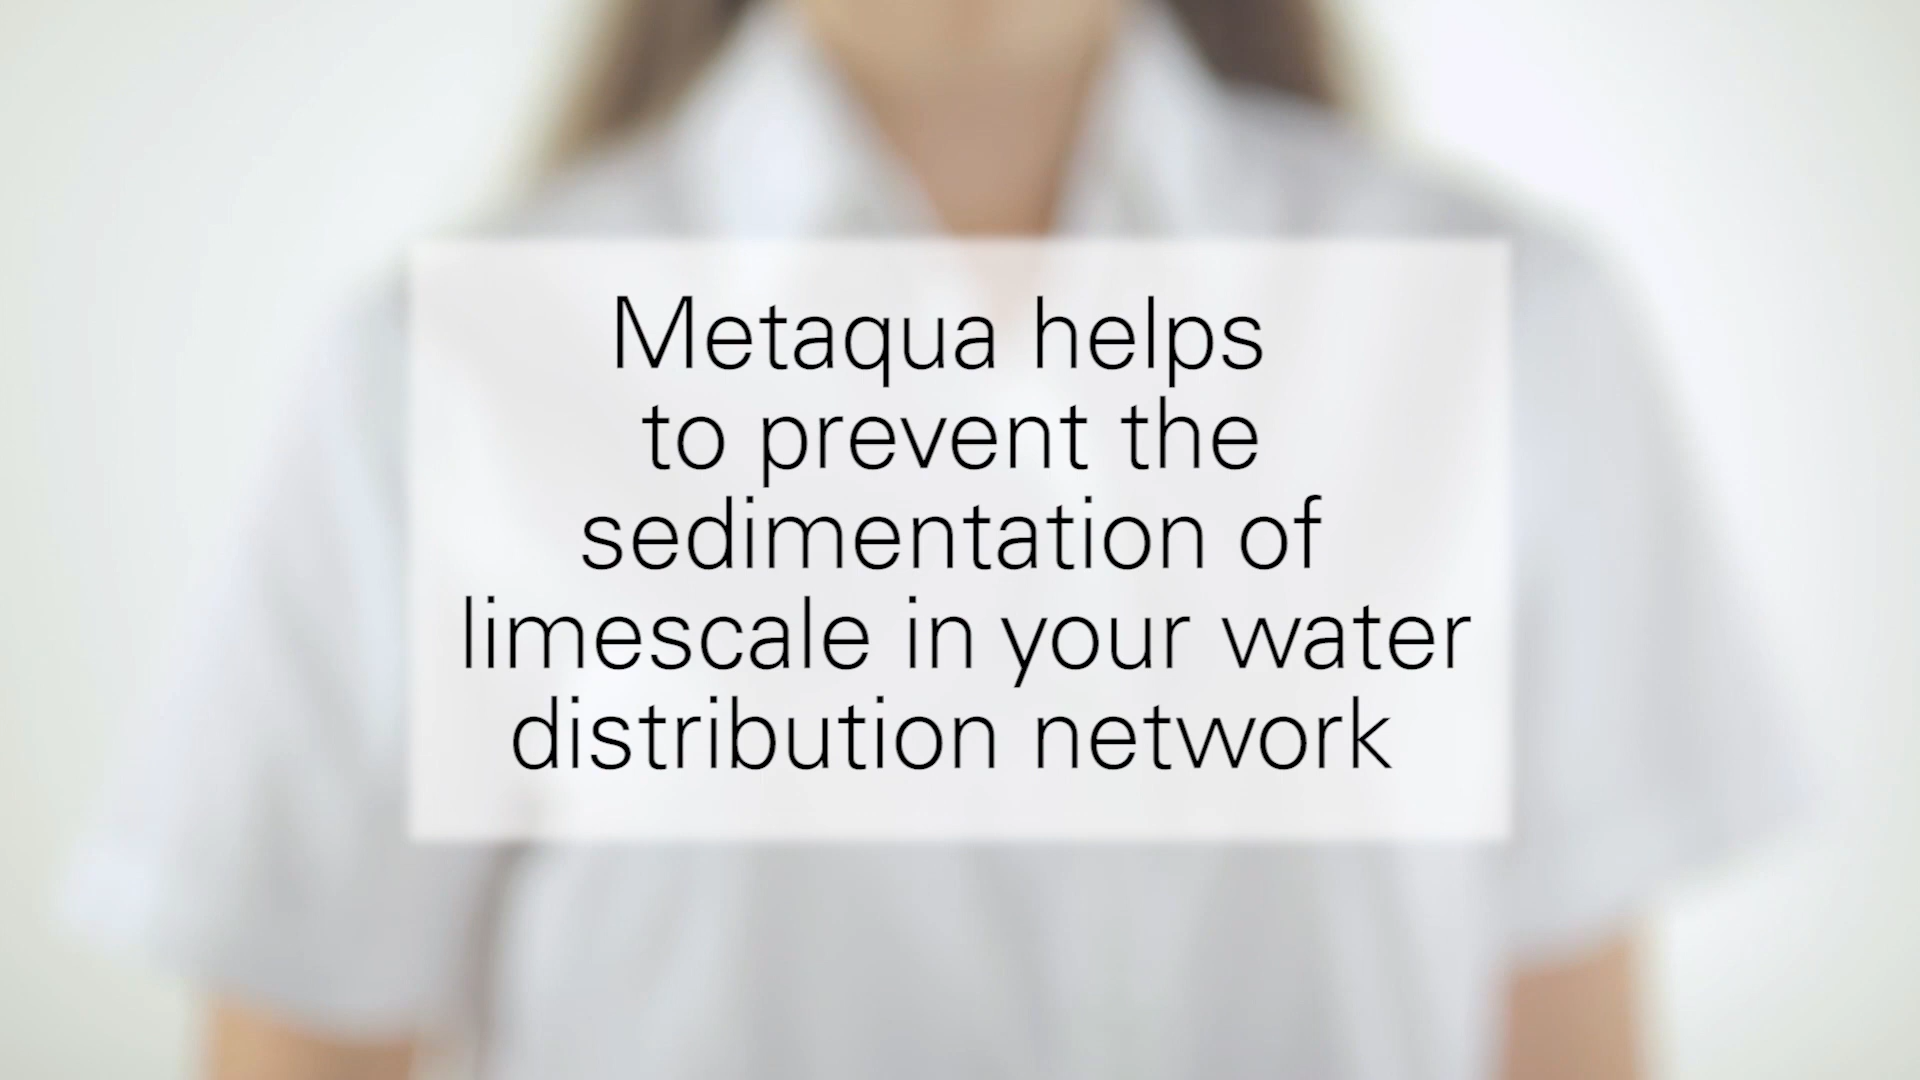 Metaqua helps
to prevent the
sedimentation of
limescale in your water
distribution network